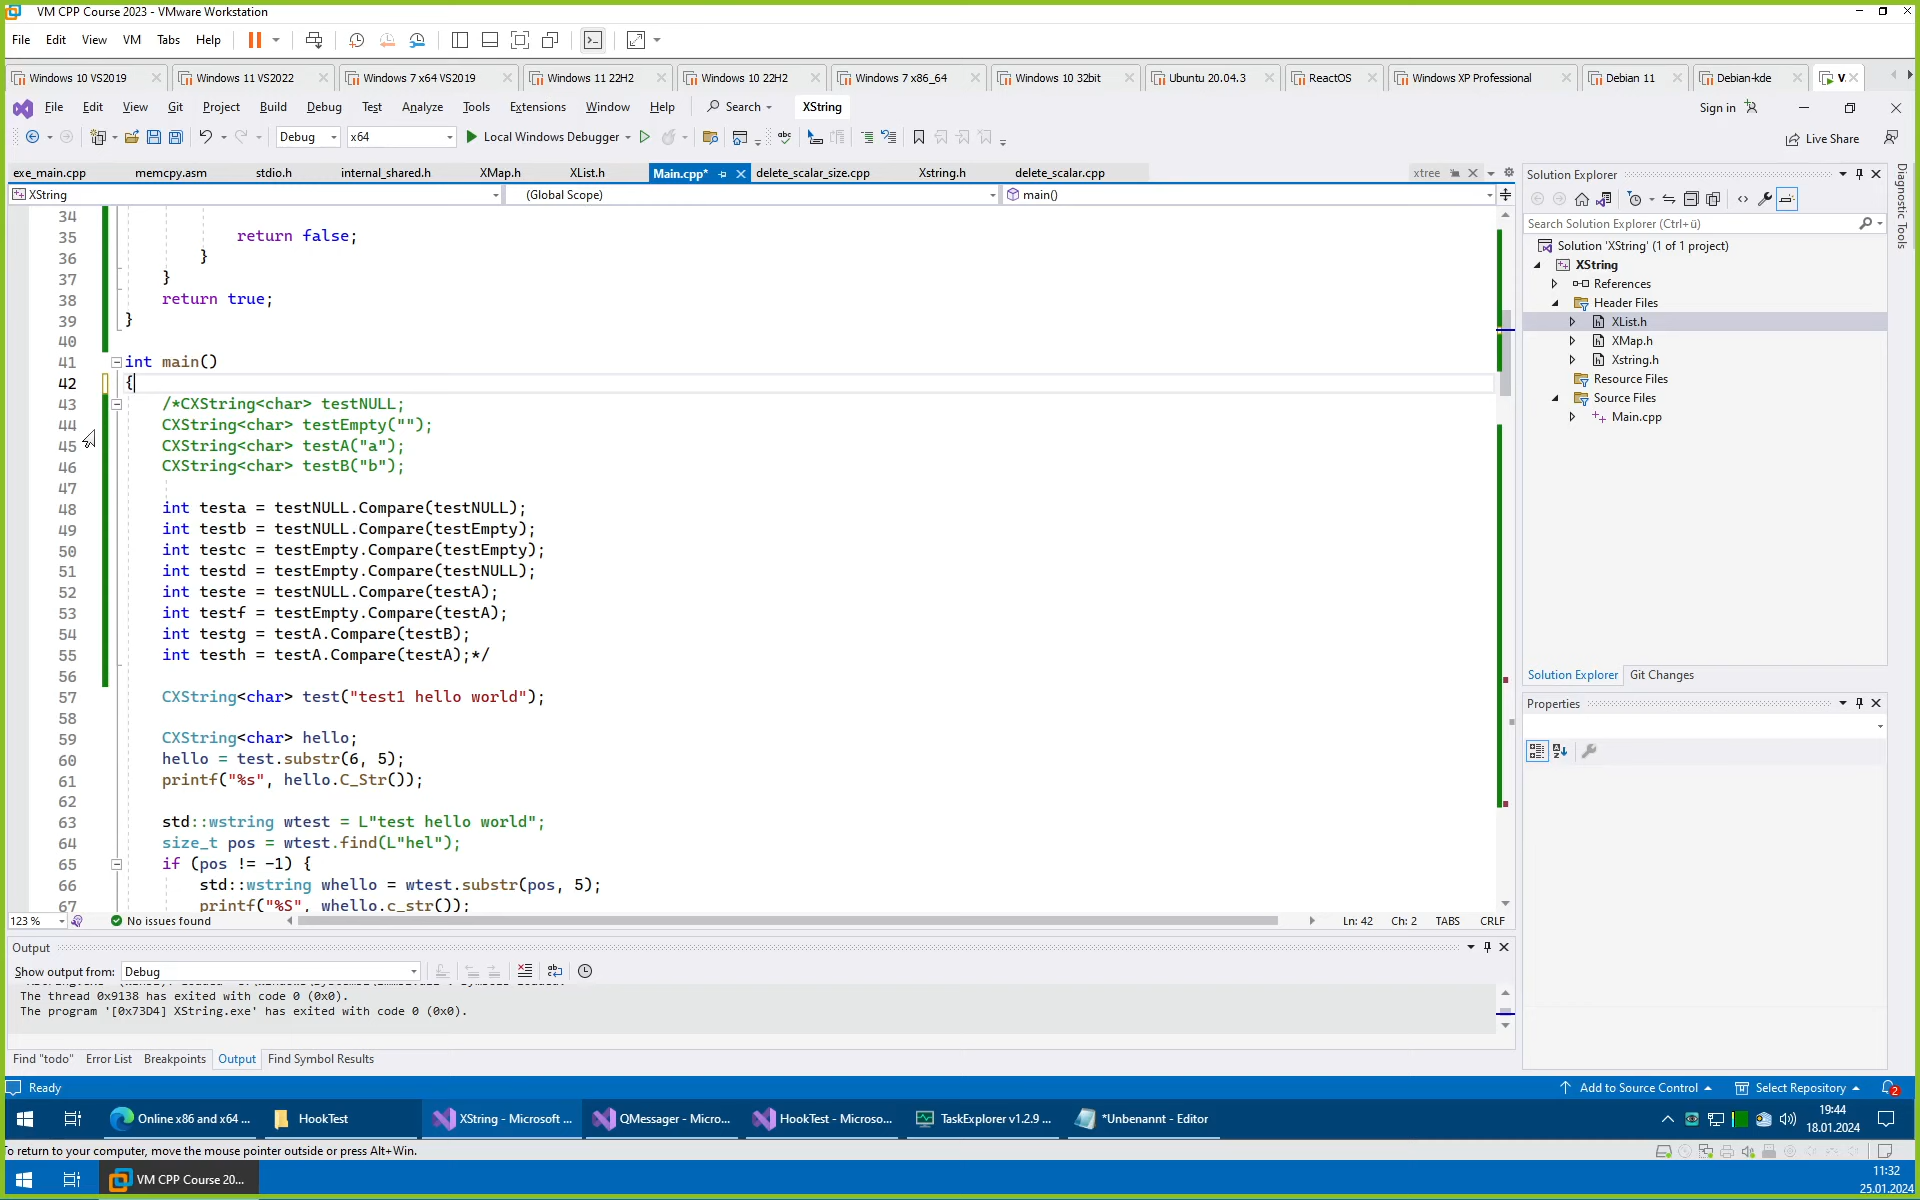 VM CPP Course 2023 - VMware Workstation
File Edit View VM Tabs Help
Windows 10 VS2019 Windows 11 VS2022 Windows 7 x64 VS2019 Windows 11 22H2 Windows 10 22H2 Windows 7 x86_64 Windows 10 32bit Ubuntu 20.04.3 ReactOS Windows XP Professional Debian 11 Debian-kde V.
File Edit View Git Project Build Debug Test Analyze Tools Extensions Window Help Search XString Sign in
Debug x64 Local Windows Debugger Live Share
exe_main.cpp memcpy.asm stdio.h internal_shared.h XMap.h XList.h Main.cpp* delete_scalar_size.cpp Xstring.h delete_scalar.cpp xtree
XString (Global Scope) main()
34
35 return false;
36 }
37 }
38 return true;
39 }
40
41 int main()
42 {
43 /*CXString<char> testNULL;
44 CXString<char> testEmpty("");
45 CXString<char> testA("a");
46 CXString<char> testB("b");
47
48 int testa = testNULL.Compare(testNULL);
49 int testb = testNULL.Compare(testEmpty);
50 int testc = testEmpty.Compare(testEmpty);
51 int testd = testEmpty.Compare(testNULL);
52 int teste = testNULL.Compare(testA);
53 int testf = testEmpty.Compare(testA);
54 int testg = testA.Compare(testB);
55 int testh = testA.Compare(testA);*/
56
57 CXString<char> test("test1 hello world");
58
59 CXString<char> hello;
60 hello = test.substr(6, 5);
61 printf("%s", hello.C_Str());
62
63 std::wstring wtest = L"test hello world";
64 size_t pos = wtest.find(L"hel");
65 if (pos != -1) {
66 std::wstring whello = wtest.substr(pos, 5);
67 printf("%S", whello.c_str());
123 % No issues found Ln: 42 Ch: 2 TABS CRLF
Output
Show output from: Debug
The thread 0x9138 has exited with code 0 (0x0).
The program '[0x73D4] XString.exe' has exited with code 0 (0x0).
Find "todo" Error List Breakpoints Output Find Symbol Results
Solution Explorer
Search Solution Explorer (Ctrl+ü)
Solution 'XString' (1 of 1 project)
XString
References
Header Files
XList.h
XMap.h
Xstring.h
Resource Files
Source Files
Main.cpp
Solution Explorer Git Changes
Properties
Diagnostic Tools
Ready Add to Source Control Select Repository 2
Online x86 and x64 ... HookTest XString - Microsoft ... QMessager - Micro... HookTest - Microso... TaskExplorer v1.2.9 ... *Unbenannt - Editor
19:44
18.01.2024
To return to your computer, move the mouse pointer outside or press Alt+Win.
VM CPP Course 20...
11:32
25.01.2024